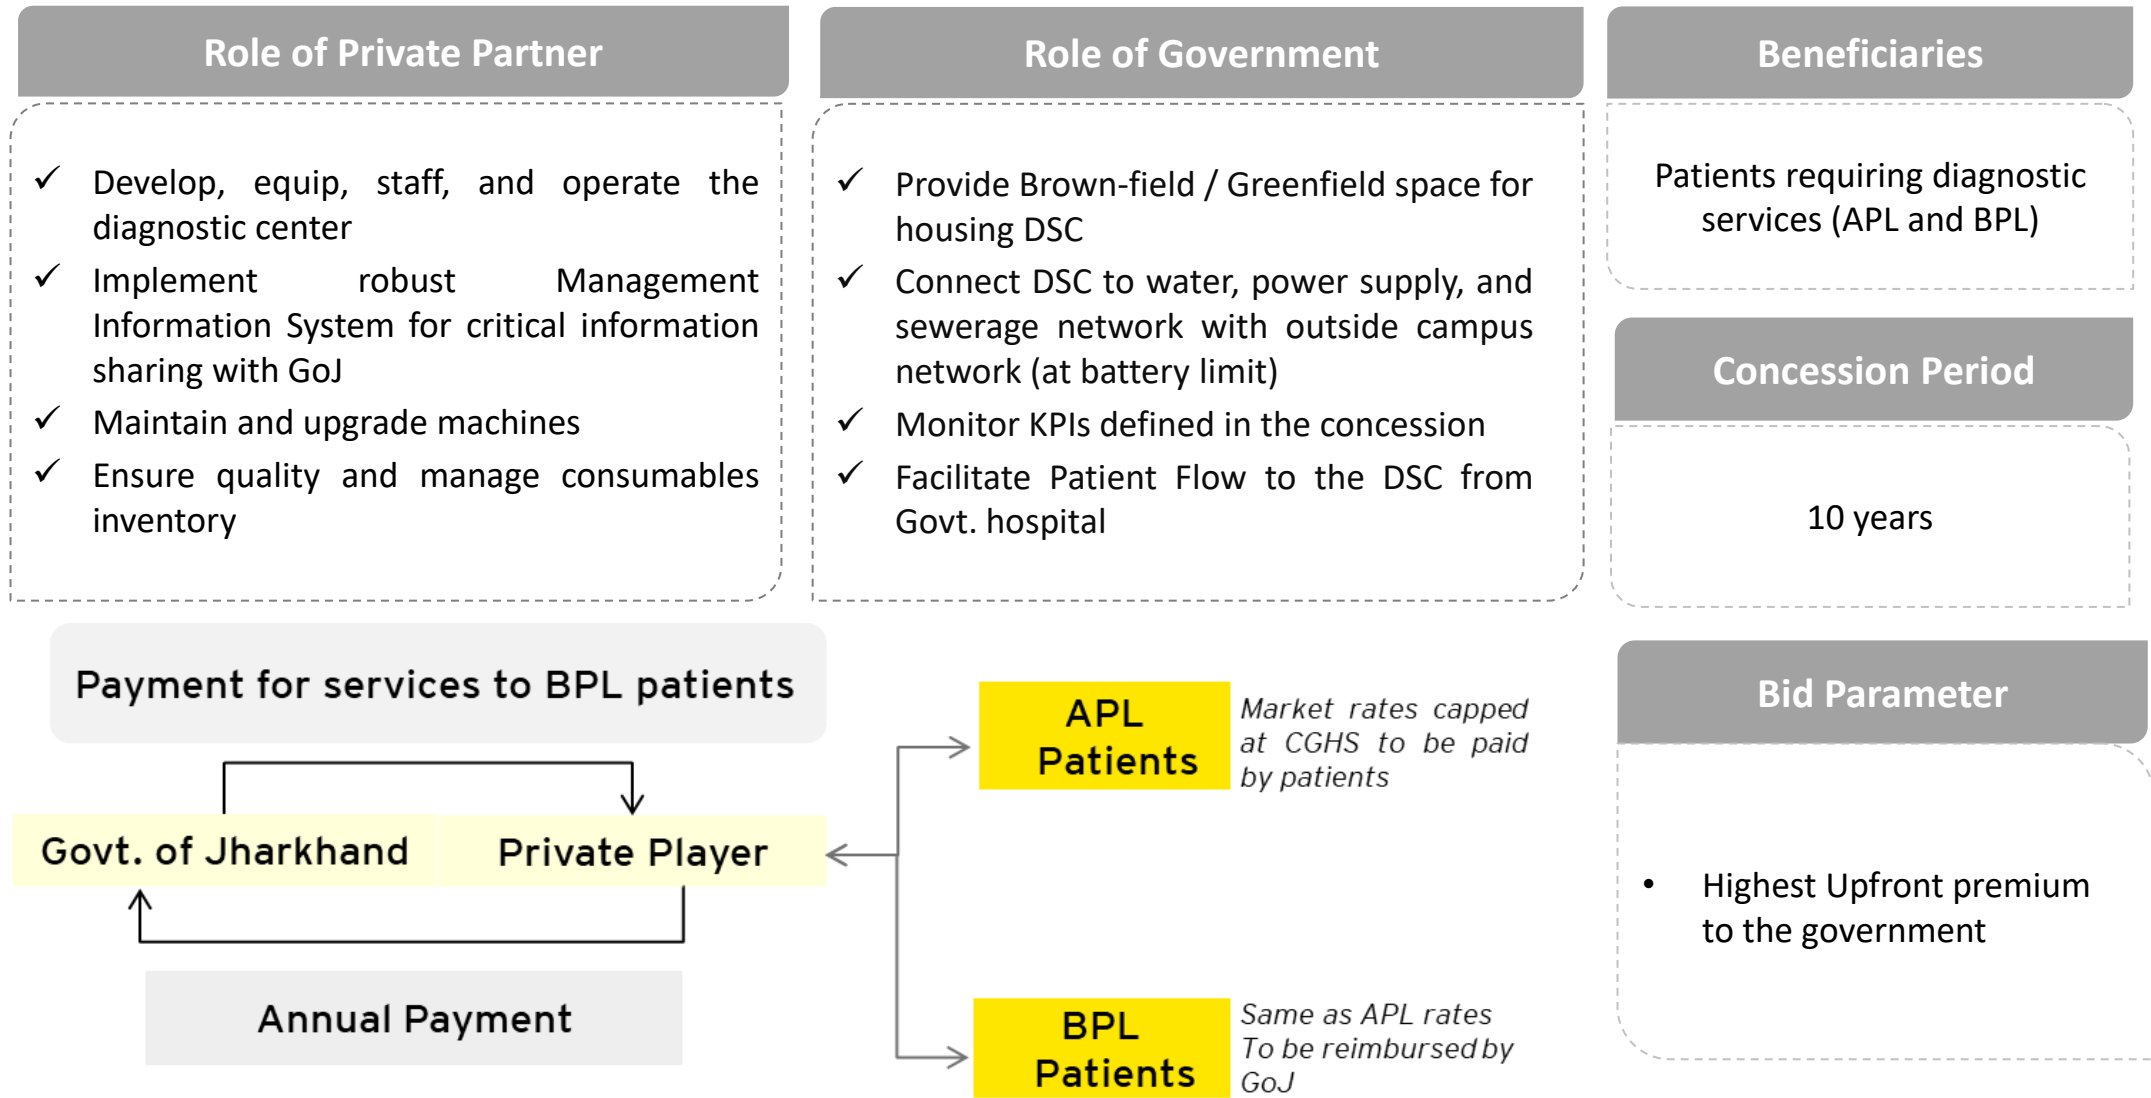 Role of Private Partner
✓ Develop, equip, staff, and operate the
diagnostic center
✓ Implement robust Management
Information System for critical information
sharing with GoJ
✓ Maintain and upgrade machines
✓ Ensure quality and manage consumables
inventory
Role of Government
✓ Provide Brown-field / Greenfield space for
housing DSC
✓ Connect DSC to water, power supply, and
sewerage network with outside campus
network (at battery limit)
✓ Monitor KPIs defined in the concession
✓ Facilitate Patient Flow to the DSC from
Govt. hospital
Beneficiaries
Patients requiring diagnostic
services (APL and BPL)
Concession Period
10 years
Payment for services to BPL patients
Govt. of Jharkhand
Private Player
Annual Payment
APL
Patients
Market rates capped
at CGHS to be paid
by patients
BPL
Patients
Same as APL rates
To be reimbursed by
GoJ
Bid Parameter
• Highest Upfront premium
to the government